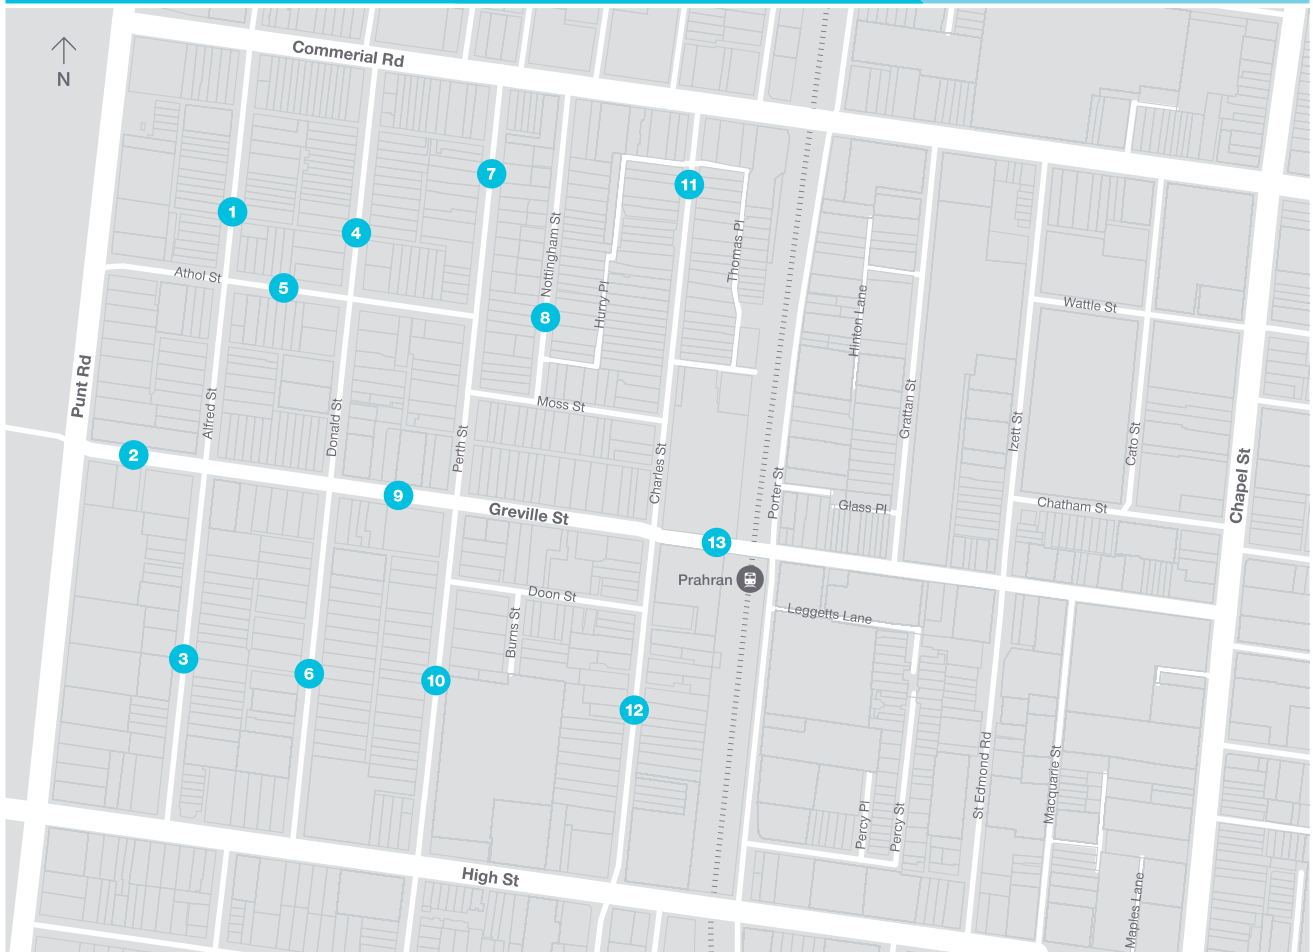 Commerial Rd
N
7
11
1
4
Nottingham St
Thomas Pl
Athol St
5
Hurry Pl
8
Hinton Lane
Wattle St
Punt Rd
Alfred St
Donald St
Moss St
Perth St
Charles St
Grattan St
Izett St
Cato St
Chapel St
2
9
Greville St
Porter St
Glass Pl
Chatham St
13
Prahran
Doon St
Burns St
Leggetts Lane
3
6
10
12
St Edmond Rd
Macquarie St
Percy Pl
Percy St
High St
Maples Lane